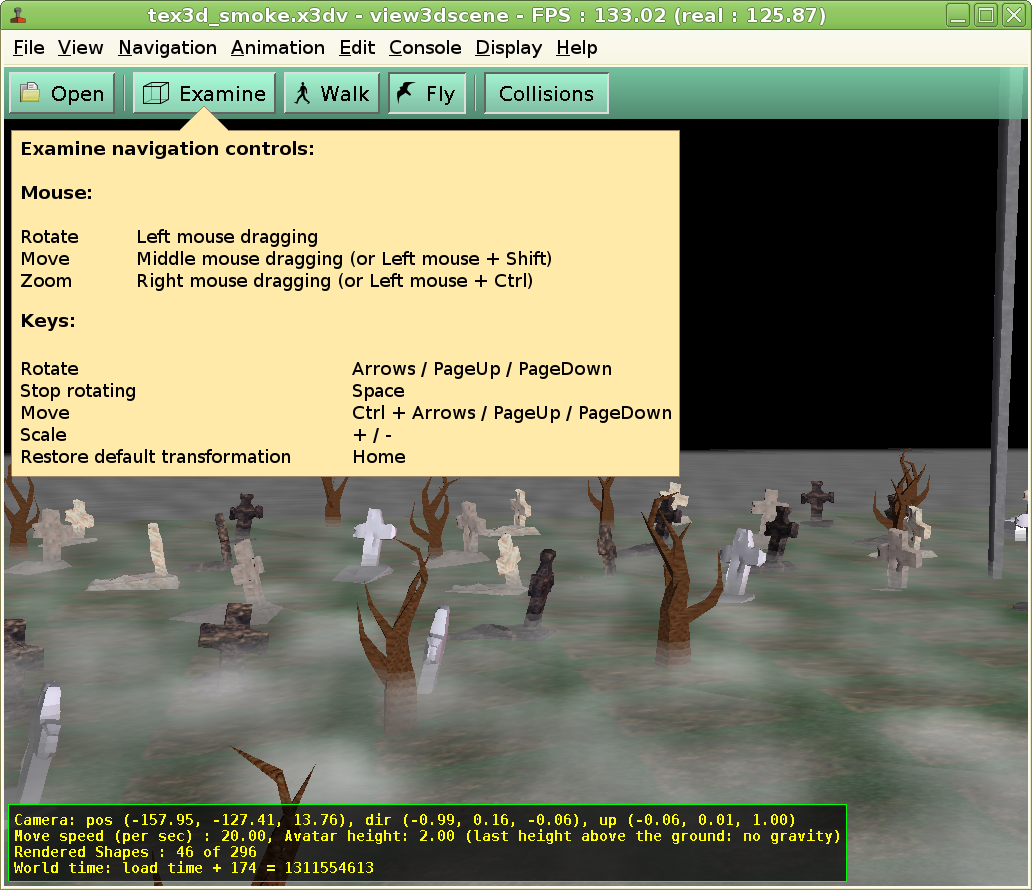 tex3d_smoke.x3dv - view3dscene - FPS : 133.02 (real : 125.87)
File View Navigation Animation Edit Console Display Help
Open Examine Walk Fly Collisions
Examine navigation controls:
Mouse:
Rotate Left mouse dragging
Move Middle mouse dragging (or Left mouse + Shift)
Zoom Right mouse dragging (or Left mouse + Ctrl)
Keys:
Rotate Arrows / PageUp / PageDown
Stop rotating Space
Move Ctrl + Arrows / PageUp / PageDown
Scale + / -
Restore default transformation Home
Camera: pos (-157.95, -127.41, 13.76), dir (-0.99, 0.16, -0.06), up (-0.06, 0.01, 1.00)
Move speed (per sec) : 20.00, Avatar height: 2.00 (last height above the ground: no gravity)
Rendered Shapes : 46 of 296
World time: load time + 174 = 1311554613